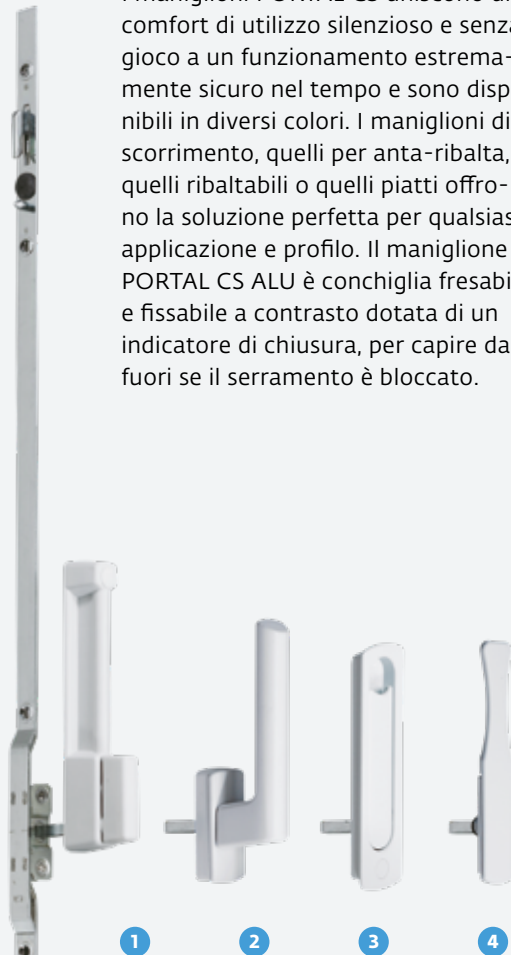 comfort di utilizzo silenzioso e senza
gioco a un funzionamento estrema-
mente sicuro nel tempo e sono disp
nibili in diversi colori. I maniglioni di
scorrimento, quelli per anta-ribalta,
quelli ribaltabili o quelli piatti offro-
no la soluzione perfetta per qualsias
applicazione e profilo. Il maniglione
PORTAL CS ALU è conchiglia fresabi
e fissabile a contrasto dotata di un
indicatore di chiusura, per capire da
fuori se il serramento è bloccato.
1 2 3 4